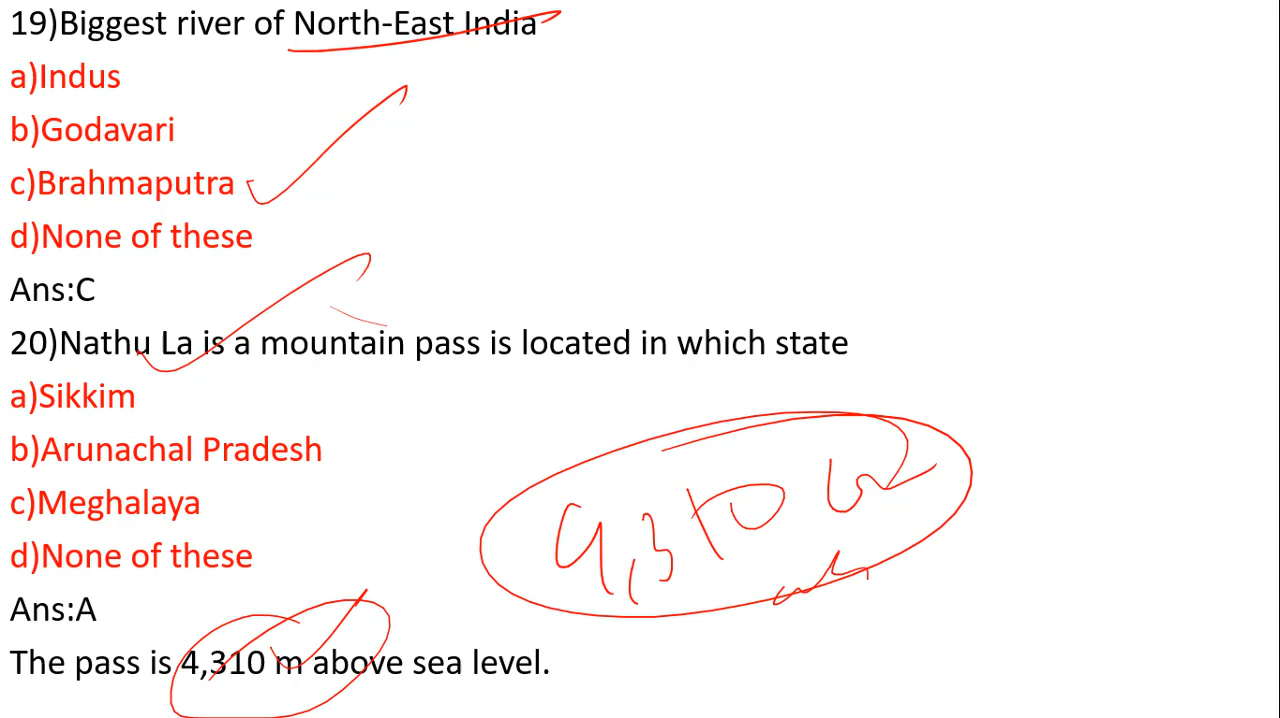 19)Biggest river of North-East India
a)Indus
b)Godavari
c)Brahmaputra
d)None of these
Ans:C
20)Nathu La is a mountain pass is located in which state
a)Sikkim
b)Arunachal Pradesh
c)Meghalaya
d)None of these
Ans:A
The pass is 4,310 m above sea level.